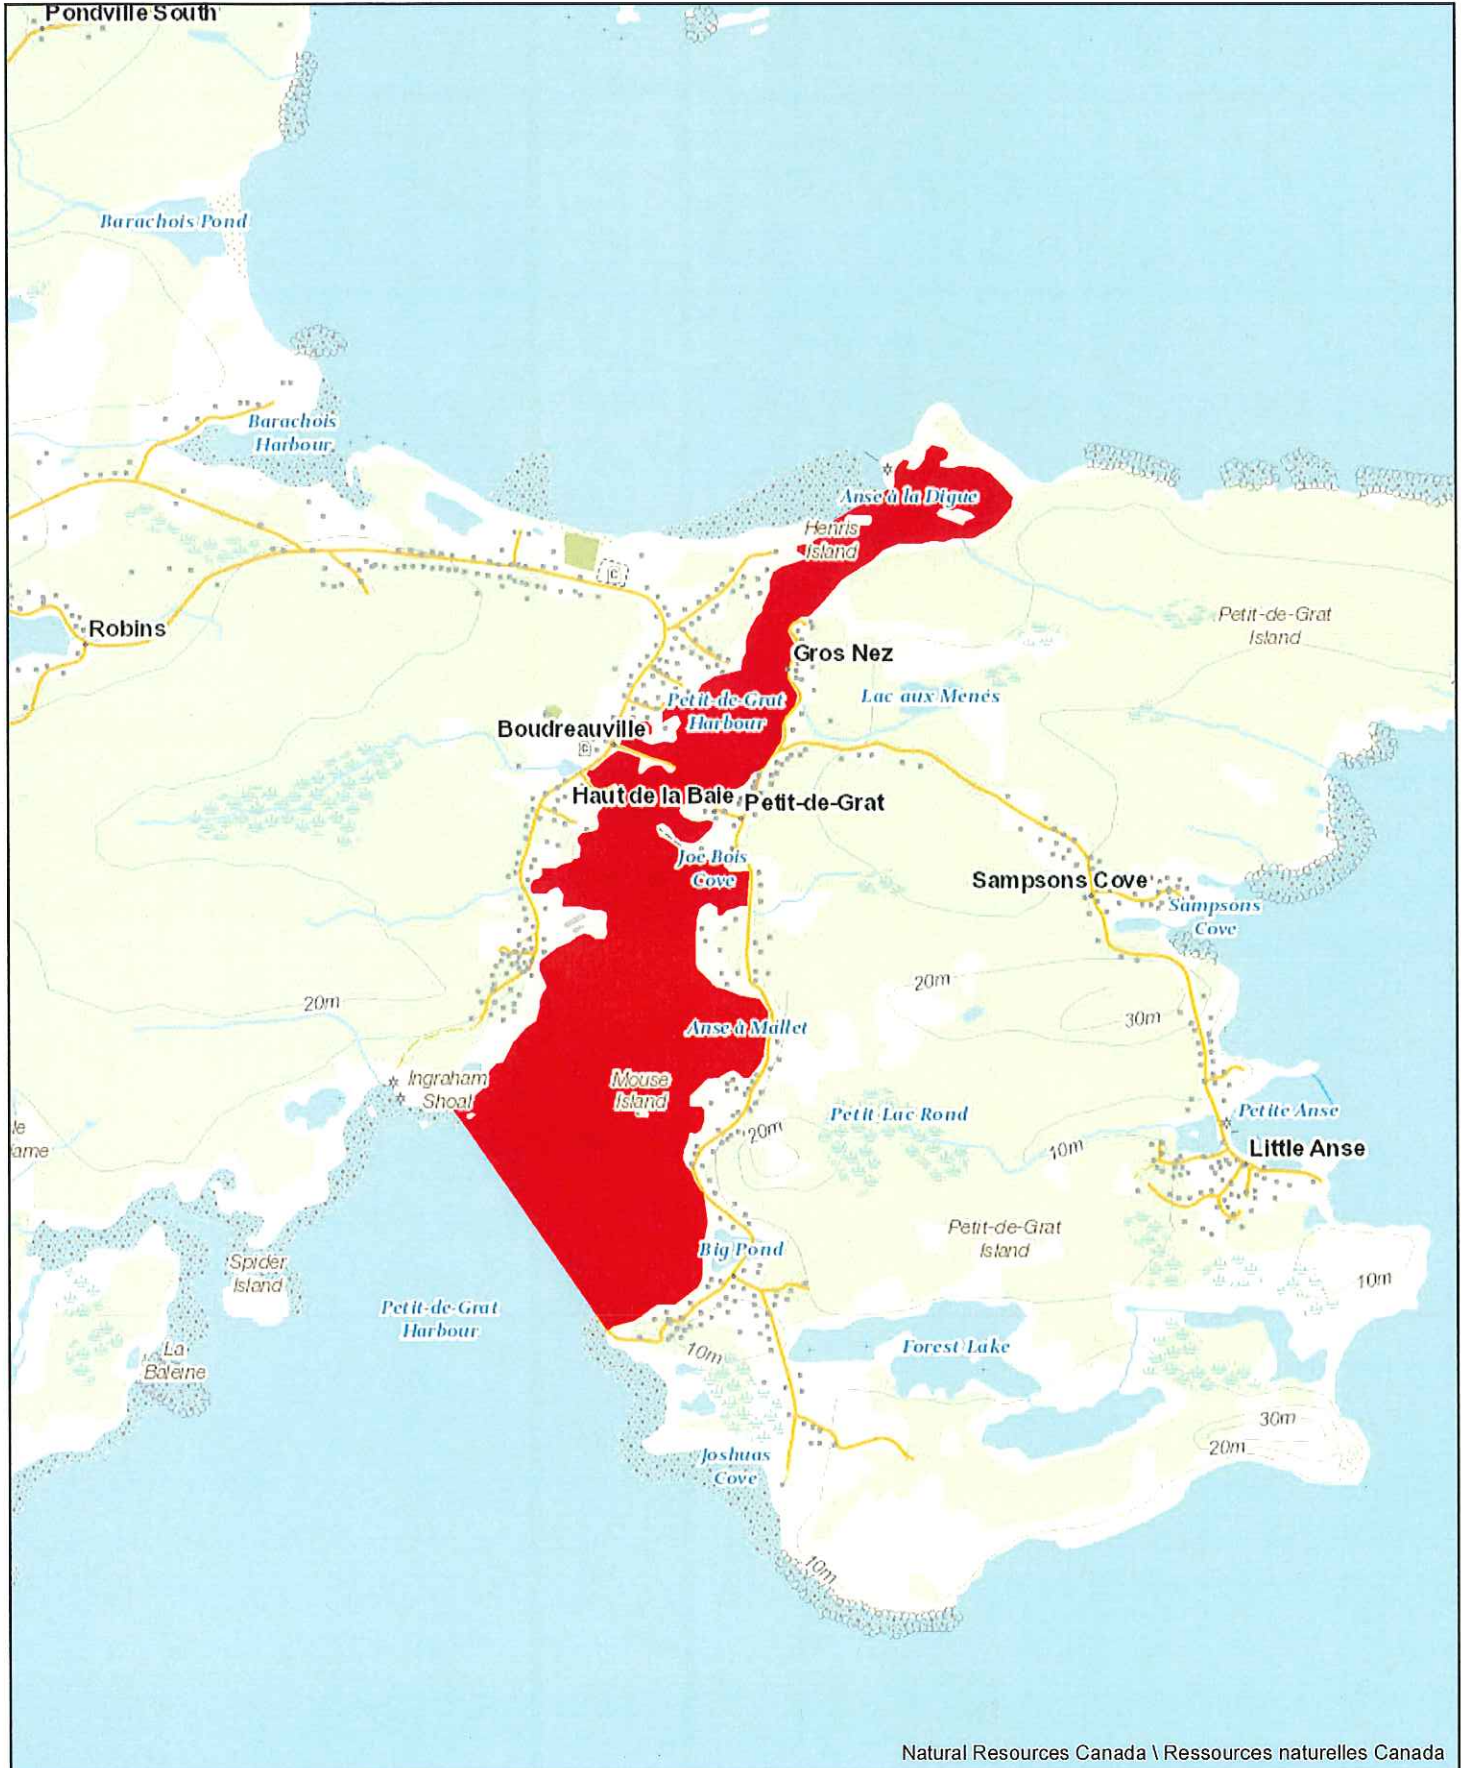 Pondville South
Barachois Pond
Barachois
Harbour
Anse à la Digue
Henris
Island
Robins
Petit-de-Grat
Island
Gros Nez
Petit-de-Grat
Harbour
Lac aux Menés
Boudreauville
Haut de la Baie
Petit-de-Grat
Joe Bois
Cove
Sampsons Cove
Sampsons
Cove
20m
20m
30m
Anse à Mallet
Ingraham
Shoal
Mouse
Island
20m
Petit Lac Rond
10m
Petite Anse
Little Anse
le
ame
Petit-de-Grat
Island
Big Pond
Spider
Island
10m
Petit-de-Grat
Harbour
10m
Forest Lake
La
Baleine
30m
20m
Joshuas
Cove
10m
C
C
Natural Resources Canada \ Ressources naturelles Canada